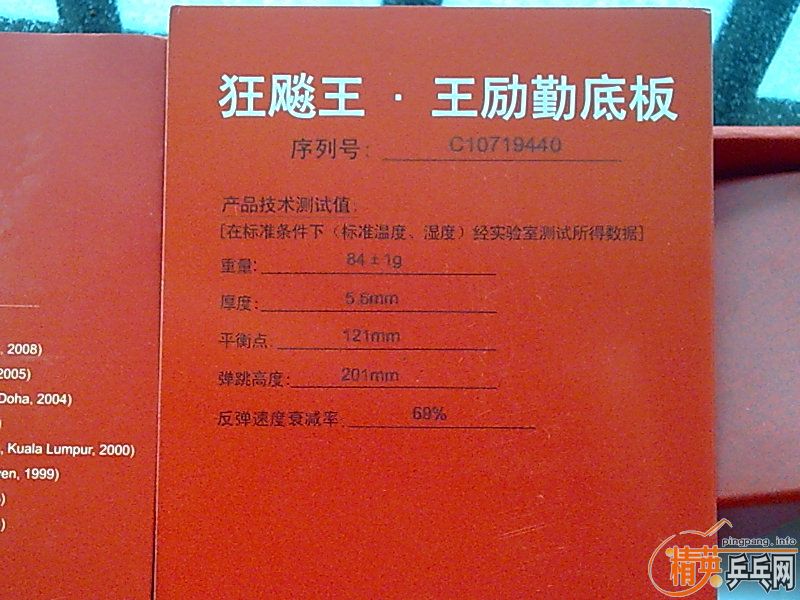 狂飚王 · 王励勤底板
序列号: C10719440
产品技术测试值:
[在标准条件下（标准温度、湿度）经实验室测试所得数据]
重量: 84±1g
厚度: 5.6mm
平衡点: 121mm
弹跳高度: 201mm
反弹速度衰减率: 69%
, 2008)
2005)
Doha, 2004)
)
, Kuala Lumpur, 2000)
en, 1999)
)
)
pingpang.info
精英乒乓网